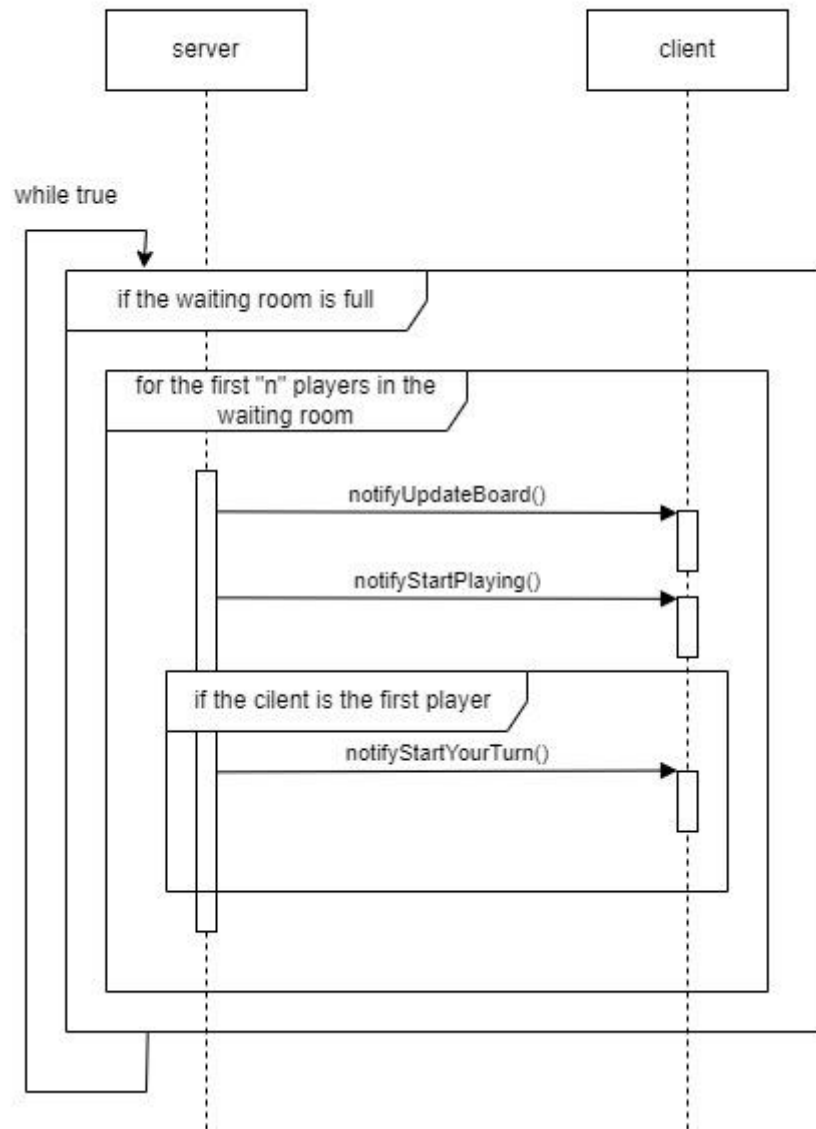 server
client
while true
if the waiting room is full
for the first "n" players in the
waiting room
notifyUpdateBoard()
notifyStartPlaying()
if the cilent is the first player
notifyStartYourTurn()